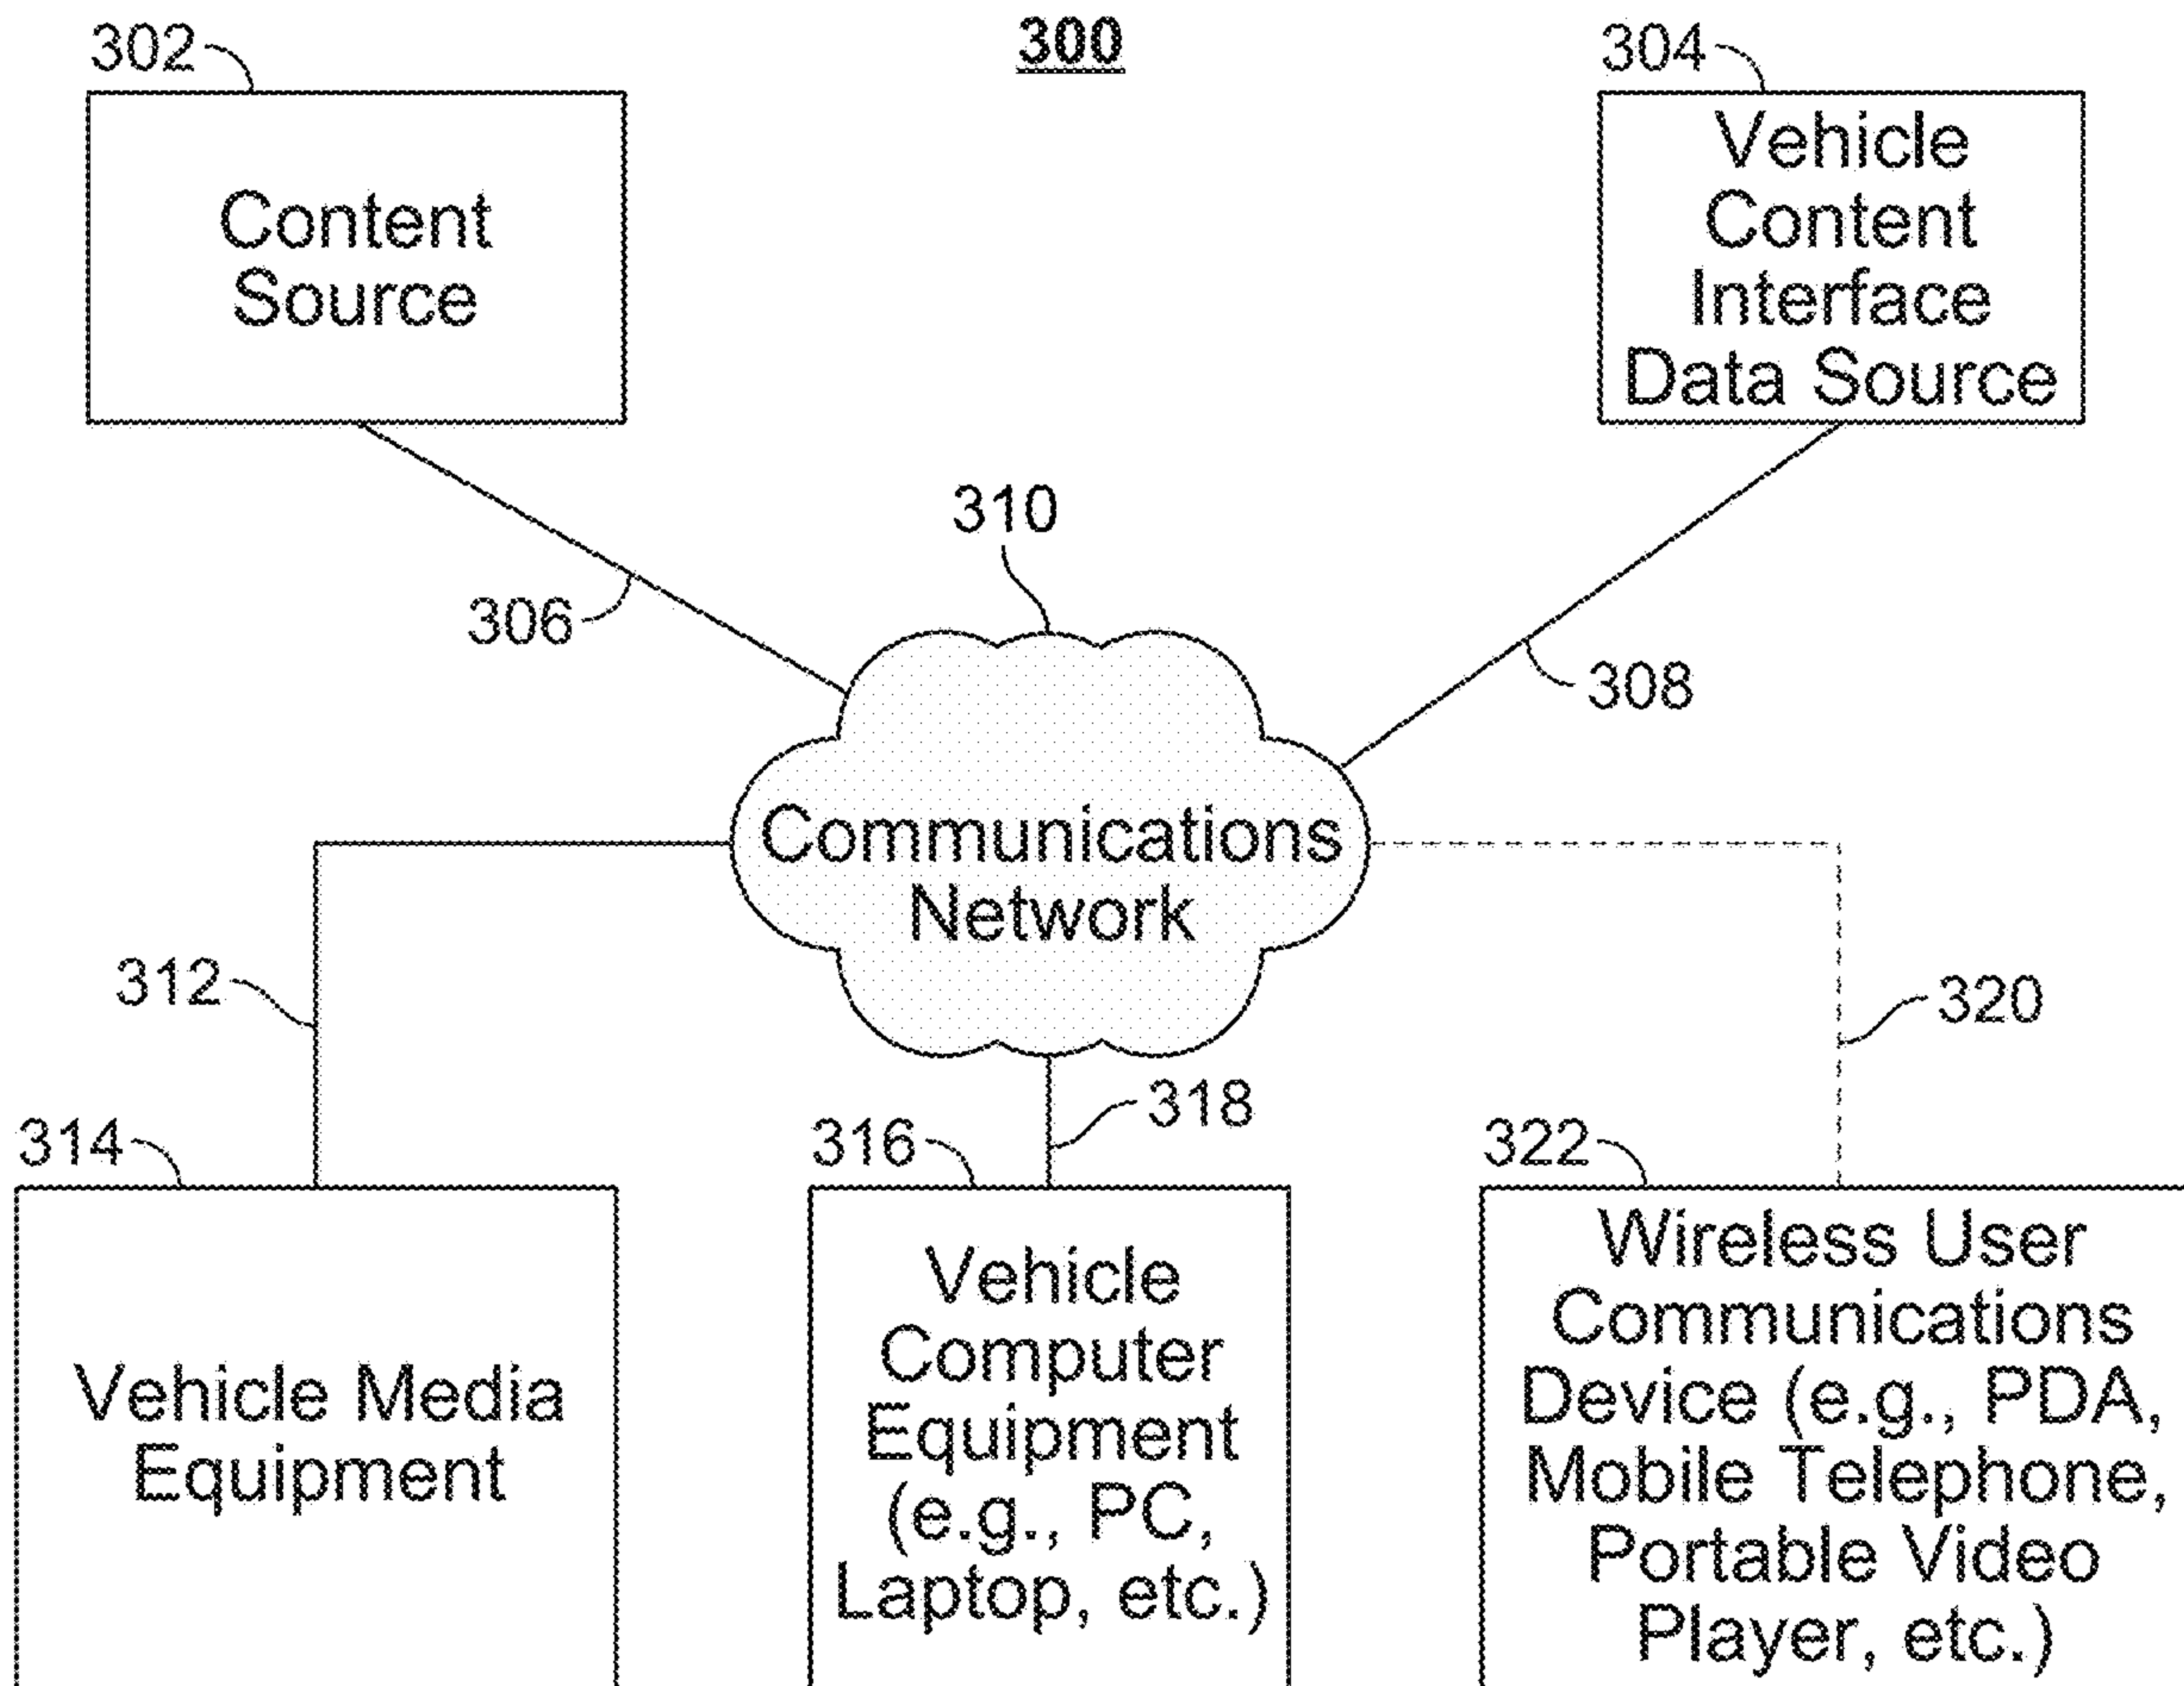 300
302
304
Content
Source
Vehicle
Content
Interface
Data Source
310
306
308
Communications
Network
312
320
318
314
316
322
Vehicle Media
Equipment
Vehicle
Computer
Equipment
(e.g., PC,
Laptop, etc.)
Wireless User
Communications
Device (e.g., PDA,
Mobile Telephone,
Portable Video
Player, etc.)